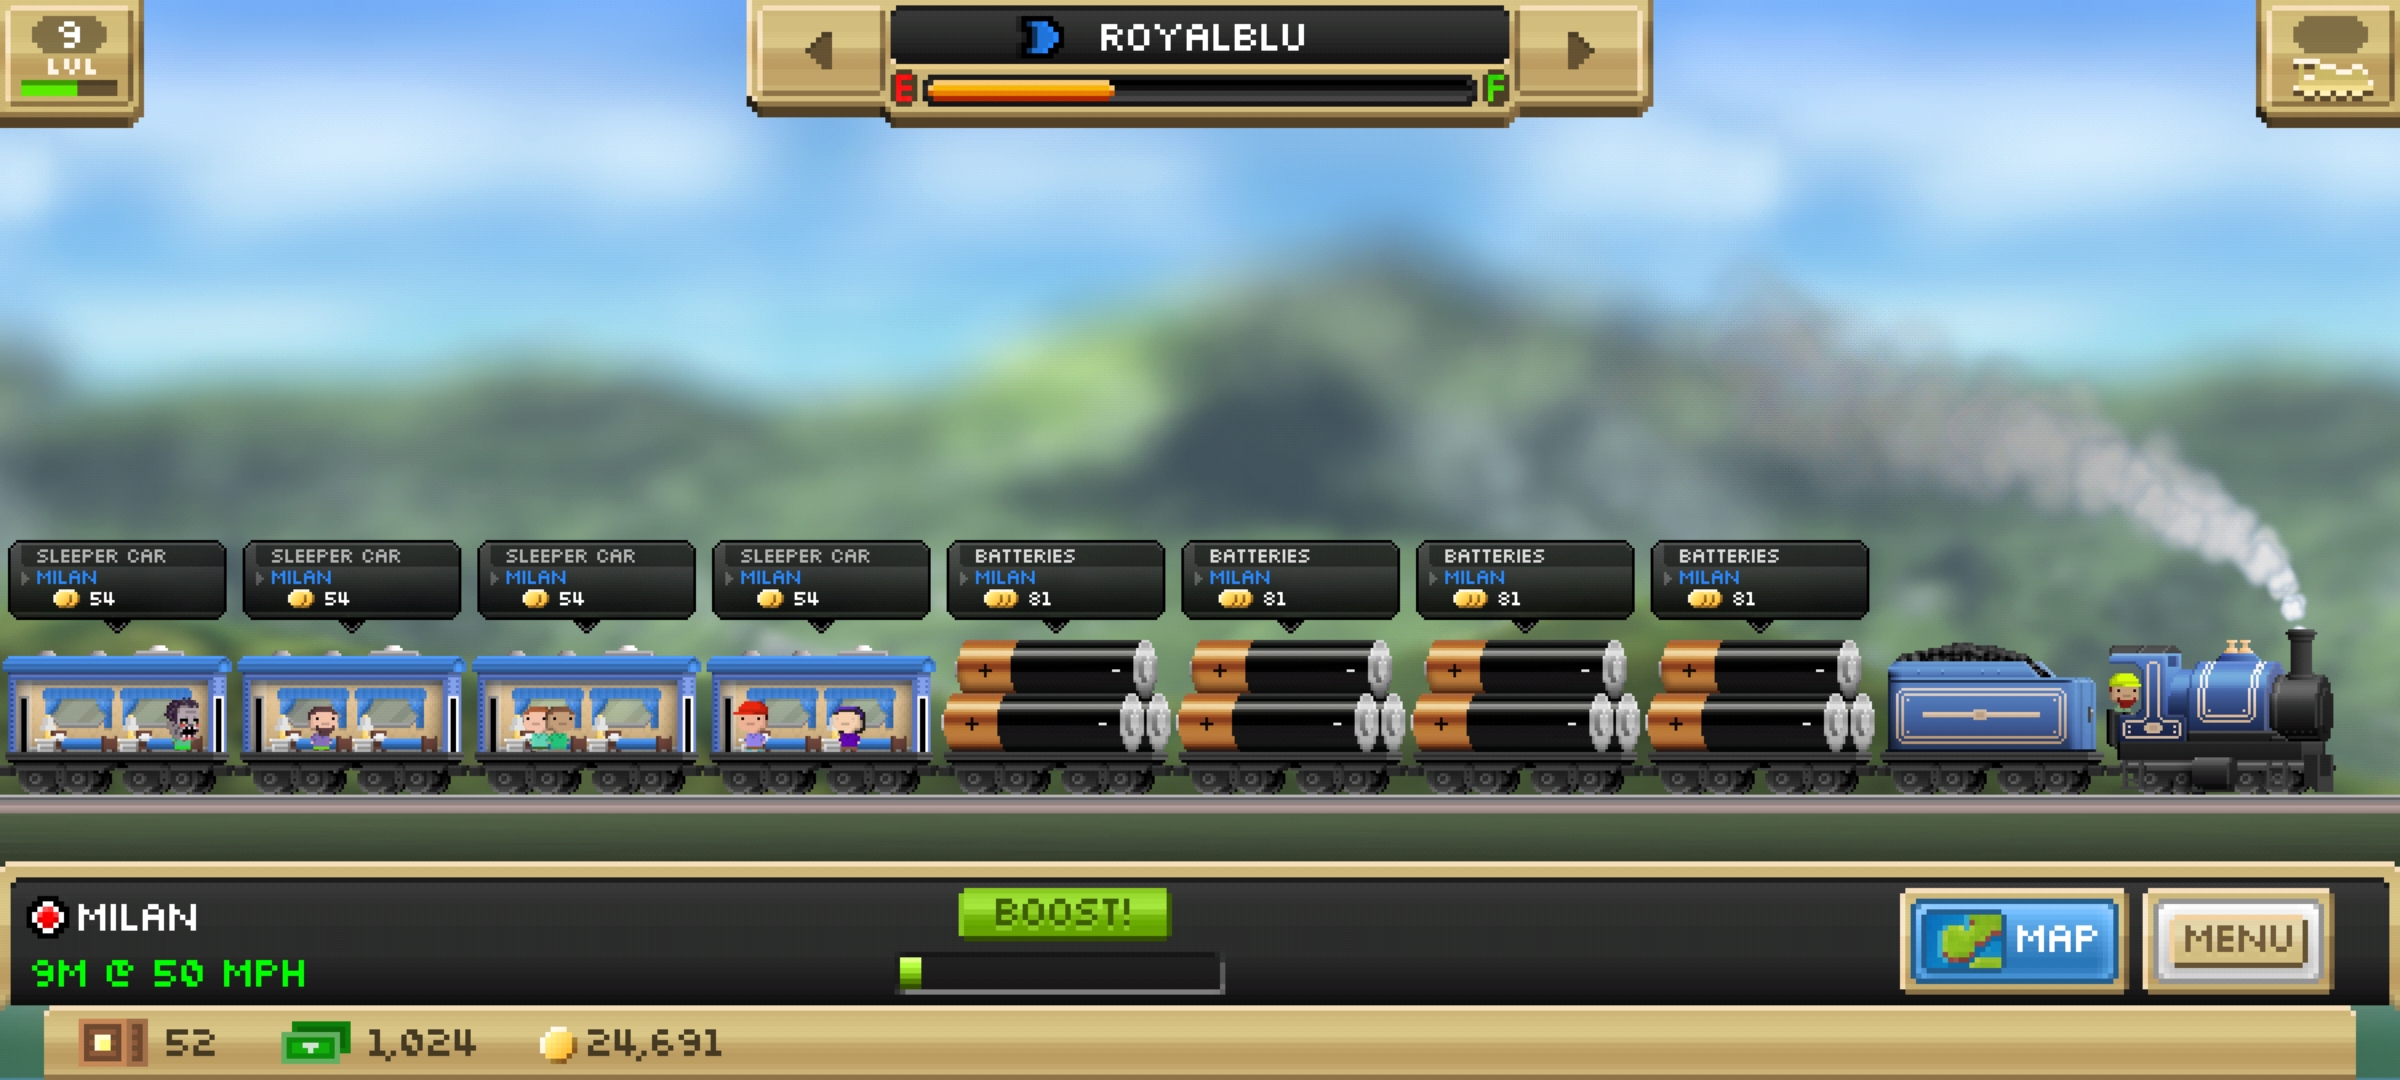 9
LVL
ROYALBLU
E F
SLEEPER CAR
MILAN
54
SLEEPER CAR
MILAN
54
SLEEPER CAR
MILAN
54
SLEEPER CAR
MILAN
54
BATTERIES
MILAN
81
BATTERIES
MILAN
81
BATTERIES
MILAN
81
BATTERIES
MILAN
81
+ -
+ -
+ -
+ -
+ -
+ -
+ -
+ -
MILAN
9M @ 50 MPH
BOOST!
MAP
MENU
52
1,024
24,691